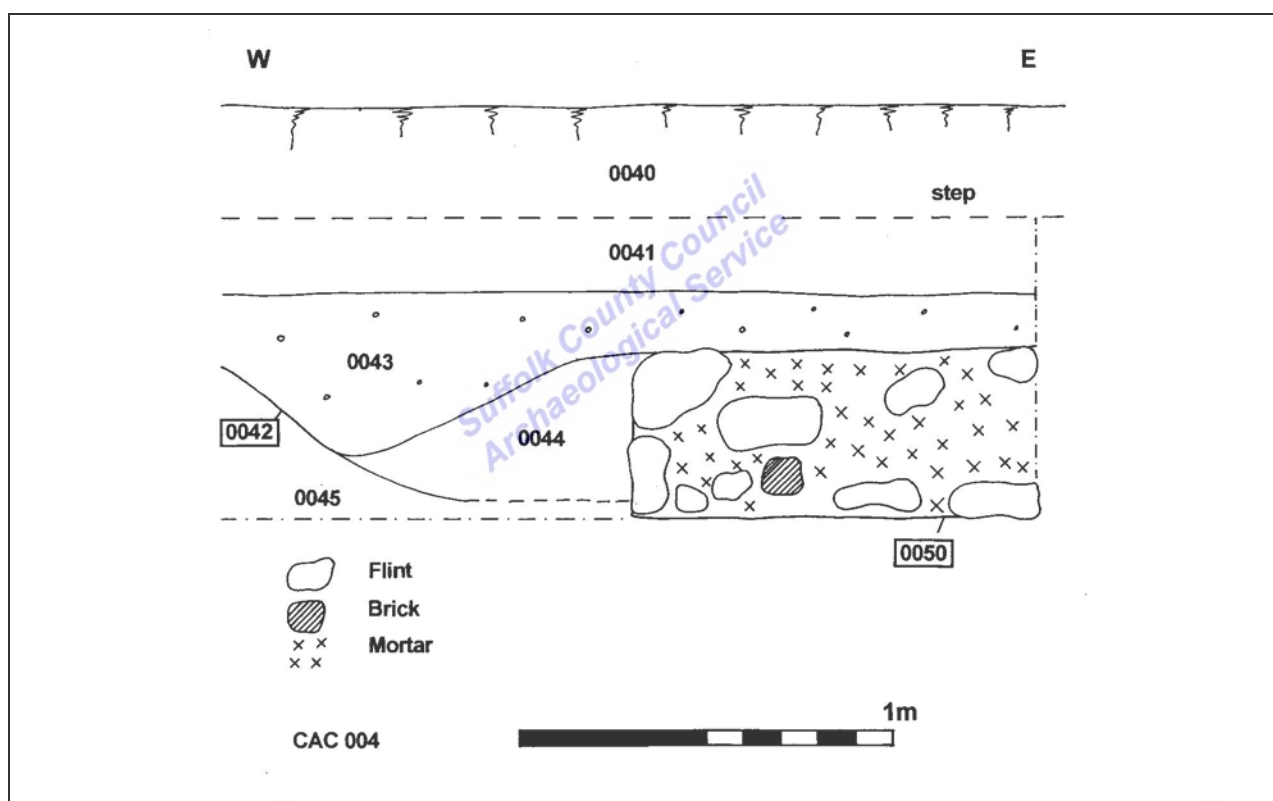 W E
0040
step
0041
Suffolk County Council
Archaeological Service
0043
0042
0044
0045
0050
Flint
Brick
Mortar
1m
CAC 004